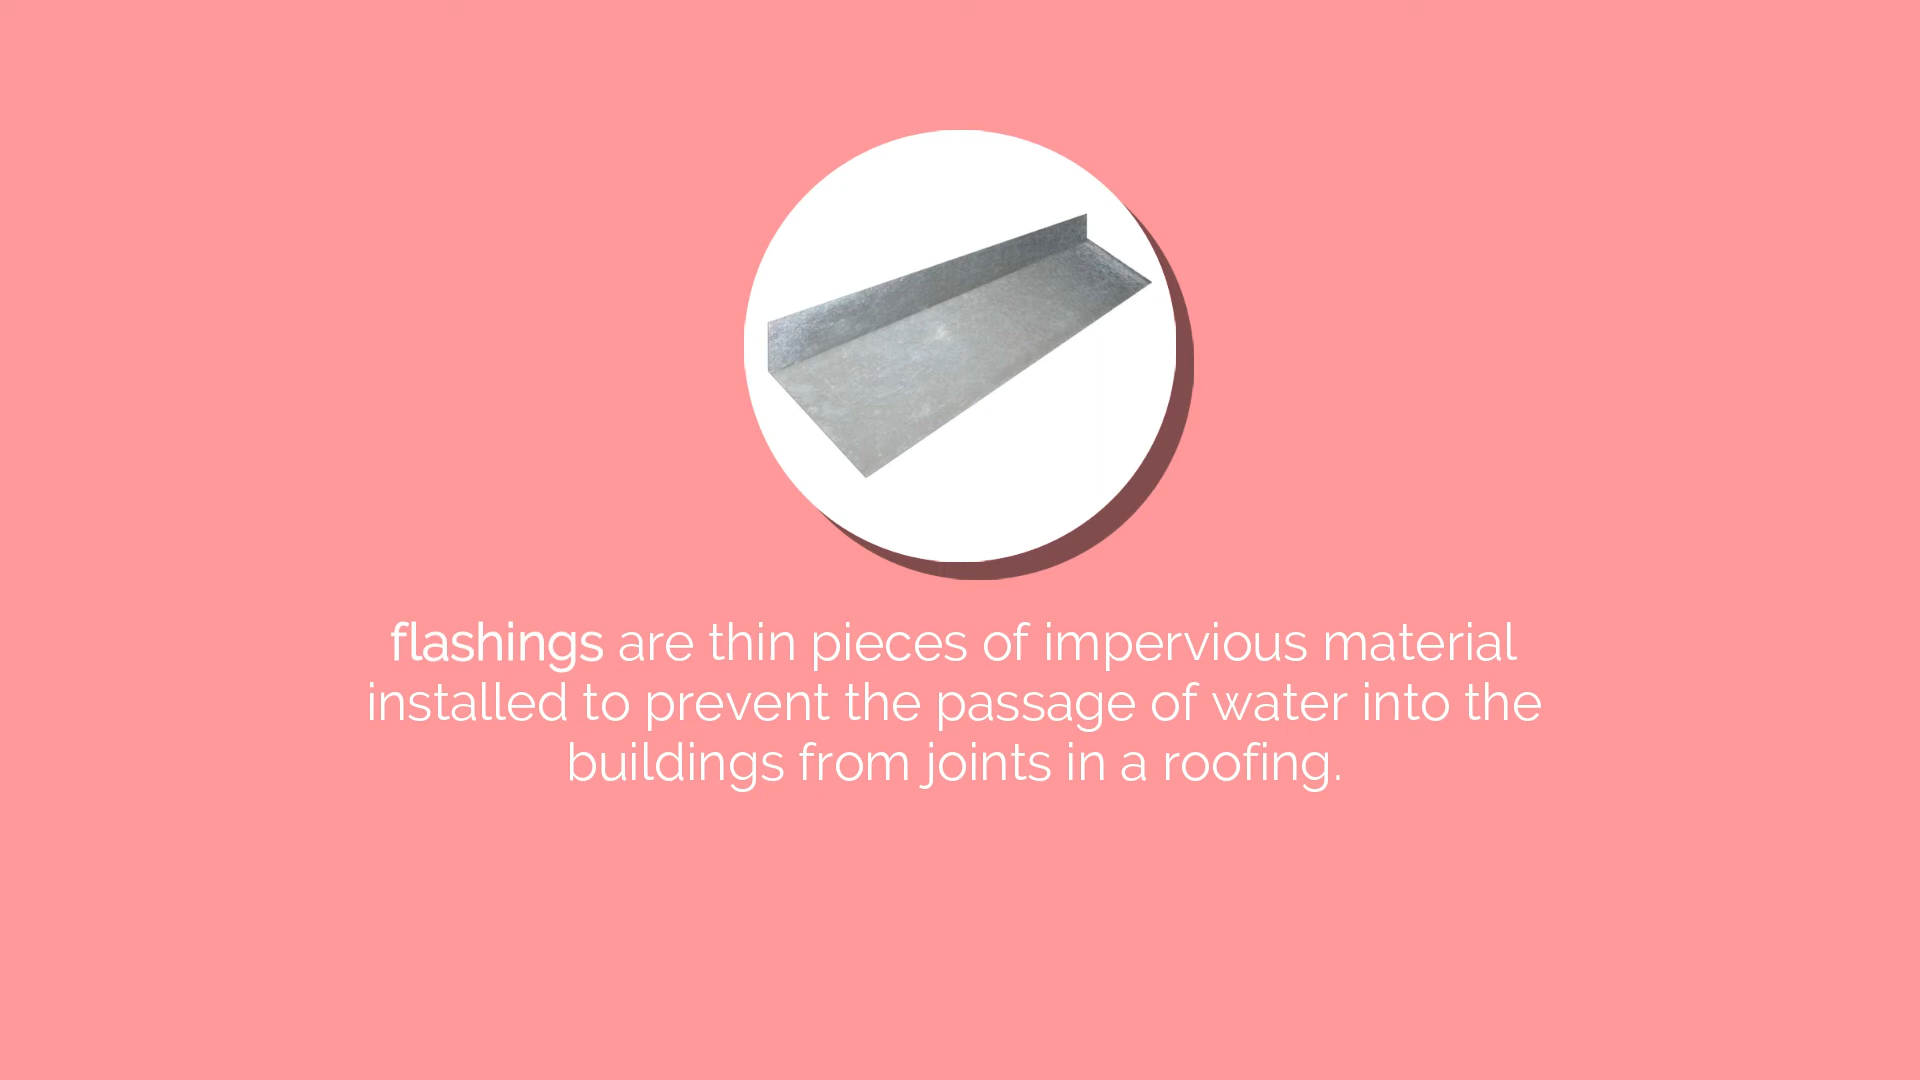 flashings are thin pieces of impervious material
installed to prevent the passage of water into the
buildings from joints in a roofing.